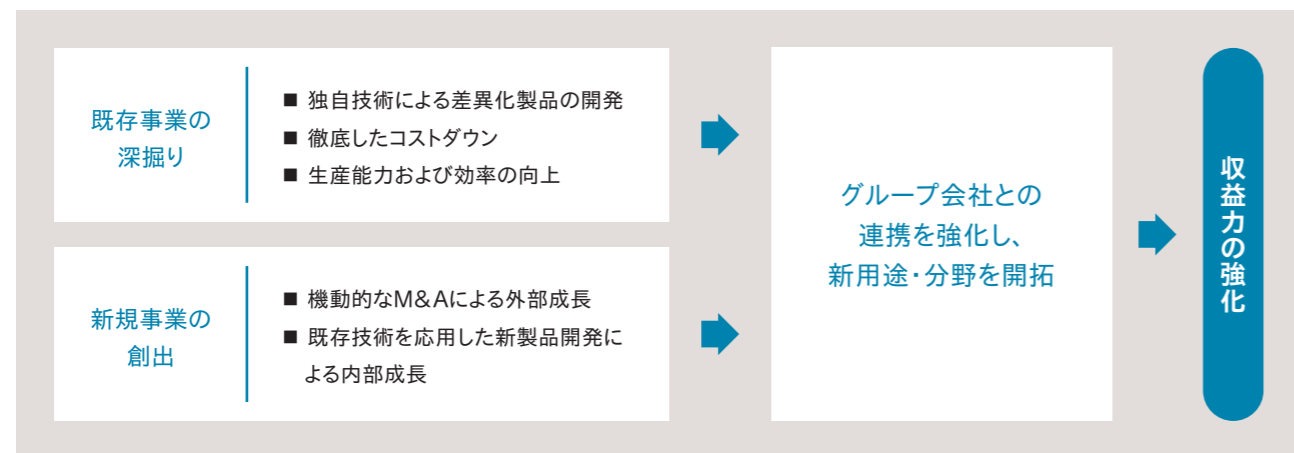 既存事業の
深掘り
■ 独自技術による差異化製品の開発
■ 徹底したコストダウン
■ 生産能力および効率の向上
新規事業の
創出
■ 機動的なM&Aによる外部成長
■ 既存技術を応用した新製品開発に
よる内部成長
グループ会社との
連携を強化し、
新用途・分野を開拓
収益力の強化